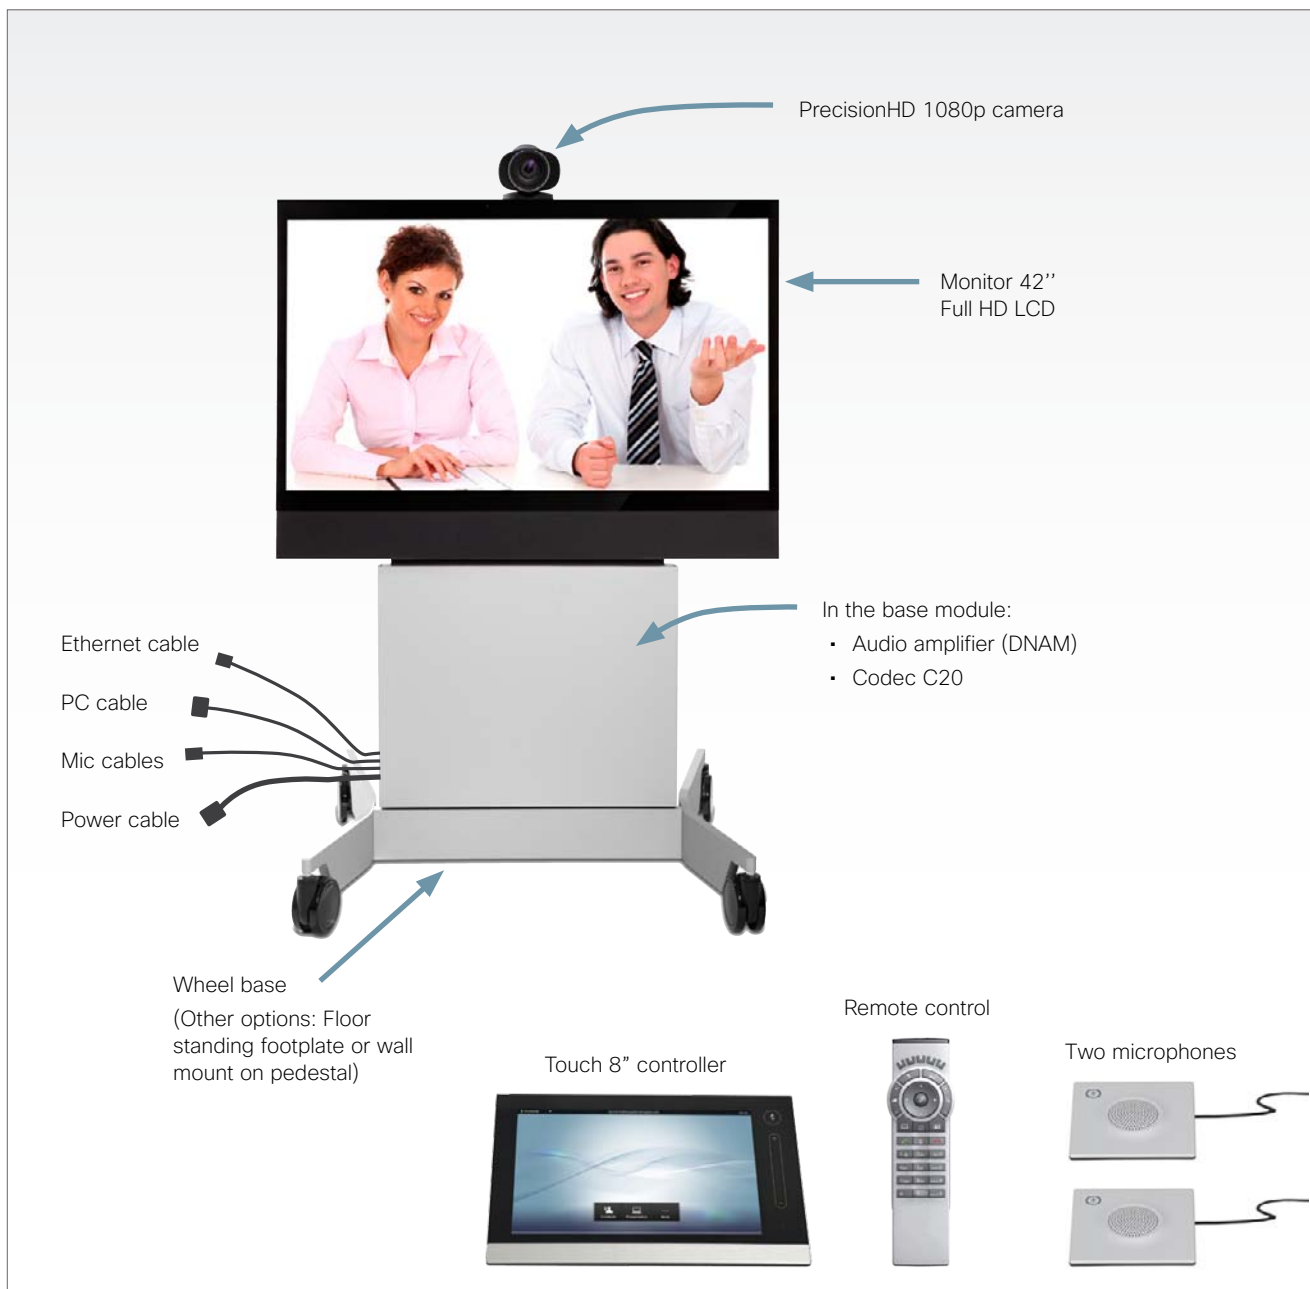 PrecisionHD 1080p camera
Monitor 42’’
Full HD LCD
In the base module:
• Audio amplifier (DNAM)
• Codec C20
Ethernet cable
PC cable
Mic cables
Power cable
Wheel base
(Other options: Floor
standing footplate or wall
mount on pedestal)
Touch 8” controller
Remote control
Two microphones